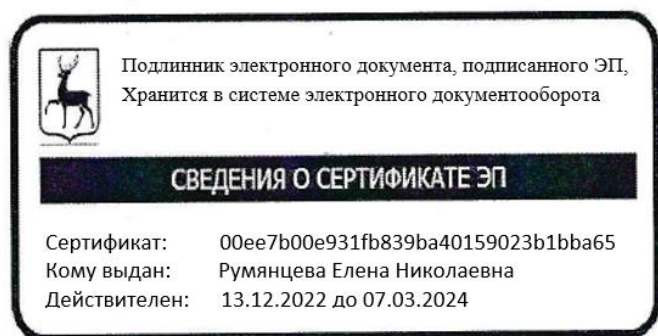 Подлинник электронного документа, подписанного ЭП,
Хранится в системе электронного документооборота
СВЕДЕНИЯ О СЕРТИФИКАТЕ ЭП
Сертификат: 00ee7b00e931fb839ba40159023b1bba65
Кому выдан: Румянцева Елена Николаевна
Действителен: 13.12.2022 до 07.03.2024